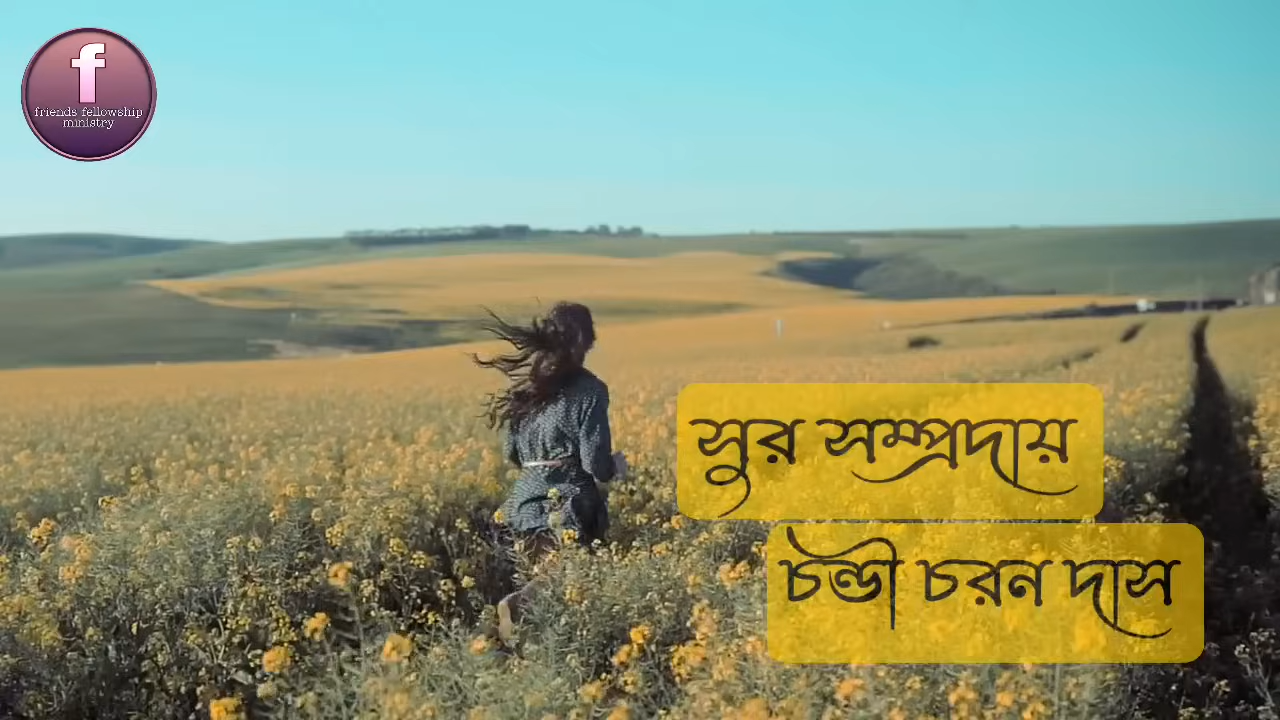 f
friends fellowship
ministry
সুর সম্প্রদায়
চন্ডী চরন দাস